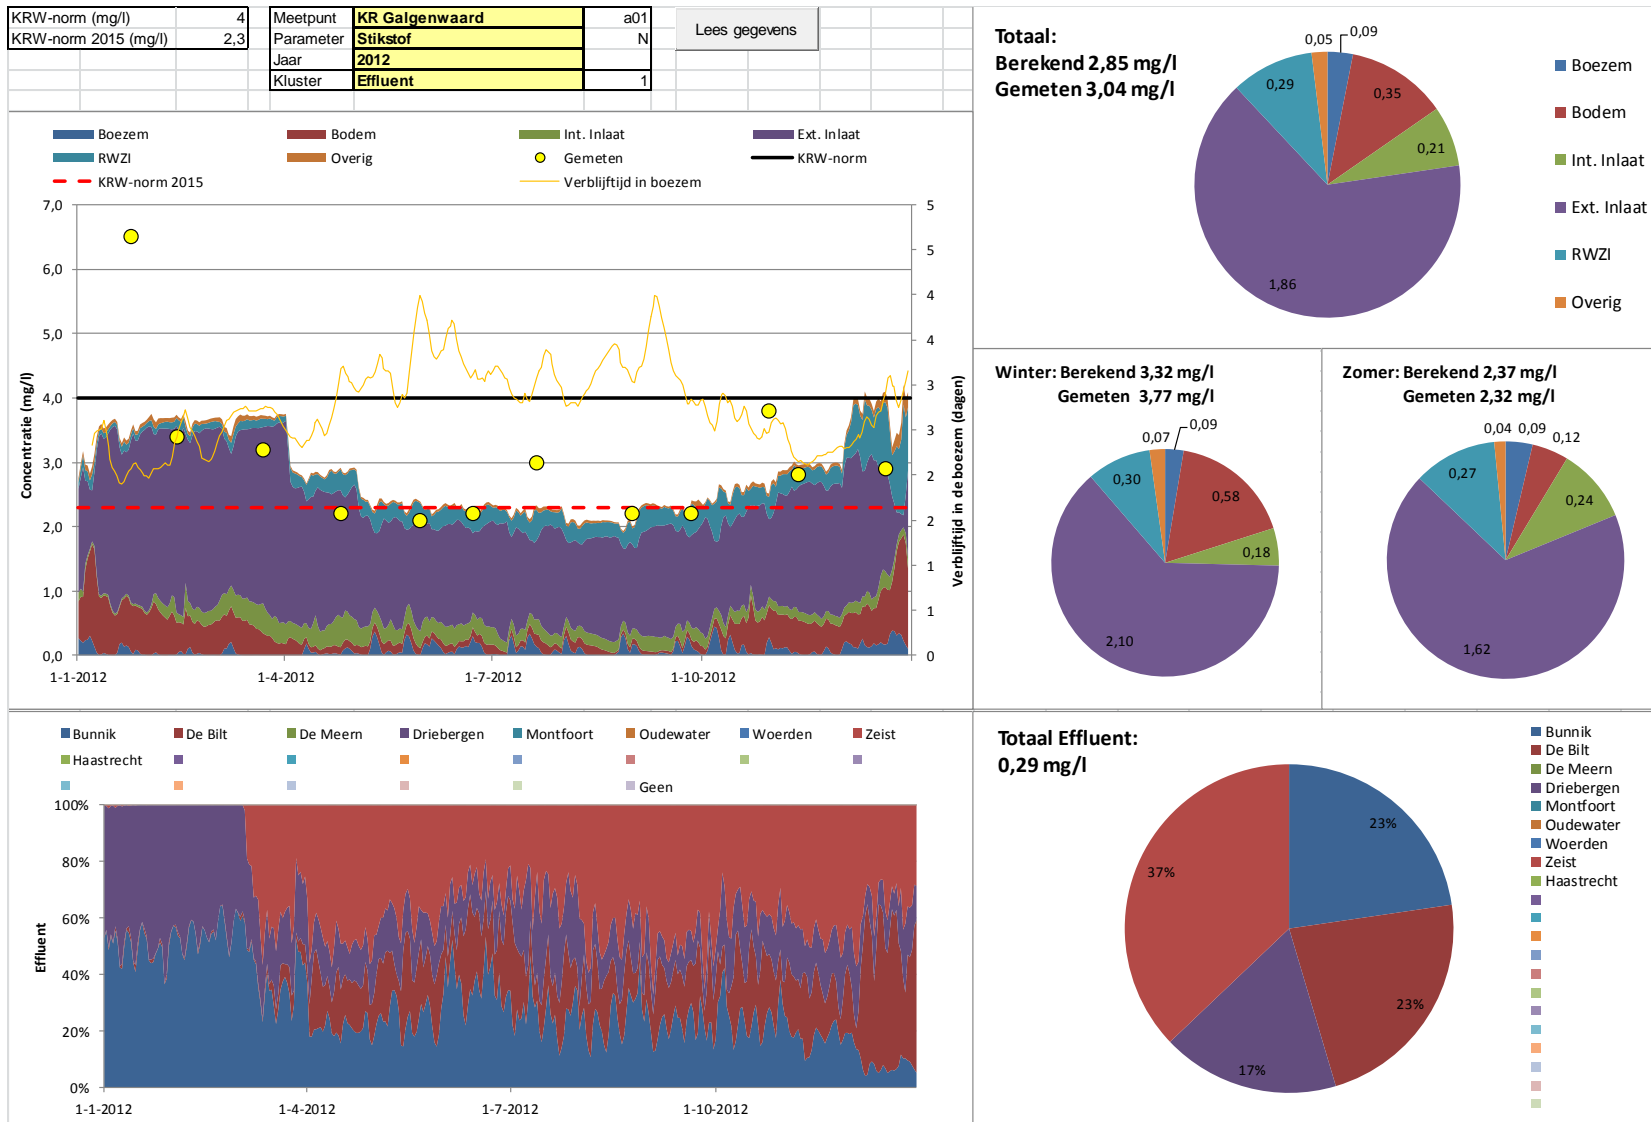 KRW-norm (mg/l) 4
KRW-norm 2015 (mg/l) 2,3
Meetpunt KR Galgenwaard a01
Parameter Stikstof N
Jaar 2012
Kluster Effluent 1
Lees gegevens
Boezem Bodem Int. Inlaat Ext. Inlaat
RWZI Overig Gemeten KRW-norm
KRW-norm 2015 Verblijftijd in boezem
Concentratie (mg/l)
7,0
6,0
5,0
4,0
3,0
2,0
1,0
0,0
5
5
4
4
3
3
2
2
1
1
0
Verblijftijd in de boezem (dagen)
1-1-2012 1-4-2012 1-7-2012 1-10-2012
Totaal:
Berekend 2,85 mg/l
Gemeten 3,04 mg/l
0,05 0,09
0,29
0,35
0,21
1,86
Boezem
Bodem
Int. Inlaat
Ext. Inlaat
RWZI
Overig
Winter: Berekend 3,32 mg/l
Gemeten 3,77 mg/l
0,07 0,09
0,30
0,58
0,18
2,10
Zomer: Berekend 2,37 mg/l
Gemeten 2,32 mg/l
0,04 0,09 0,12
0,27
0,24
1,62
Bunnik De Bilt De Meern Driebergen Montfoort Oudewater Woerden Zeist
Haastrecht
Geen
Effluent
100%
80%
60%
40%
20%
0%
1-1-2012 1-4-2012 1-7-2012 1-10-2012
Totaal Effluent:
0,29 mg/l
23%
37%
23%
17%
Bunnik
De Bilt
De Meern
Driebergen
Montfoort
Oudewater
Woerden
Zeist
Haastrecht